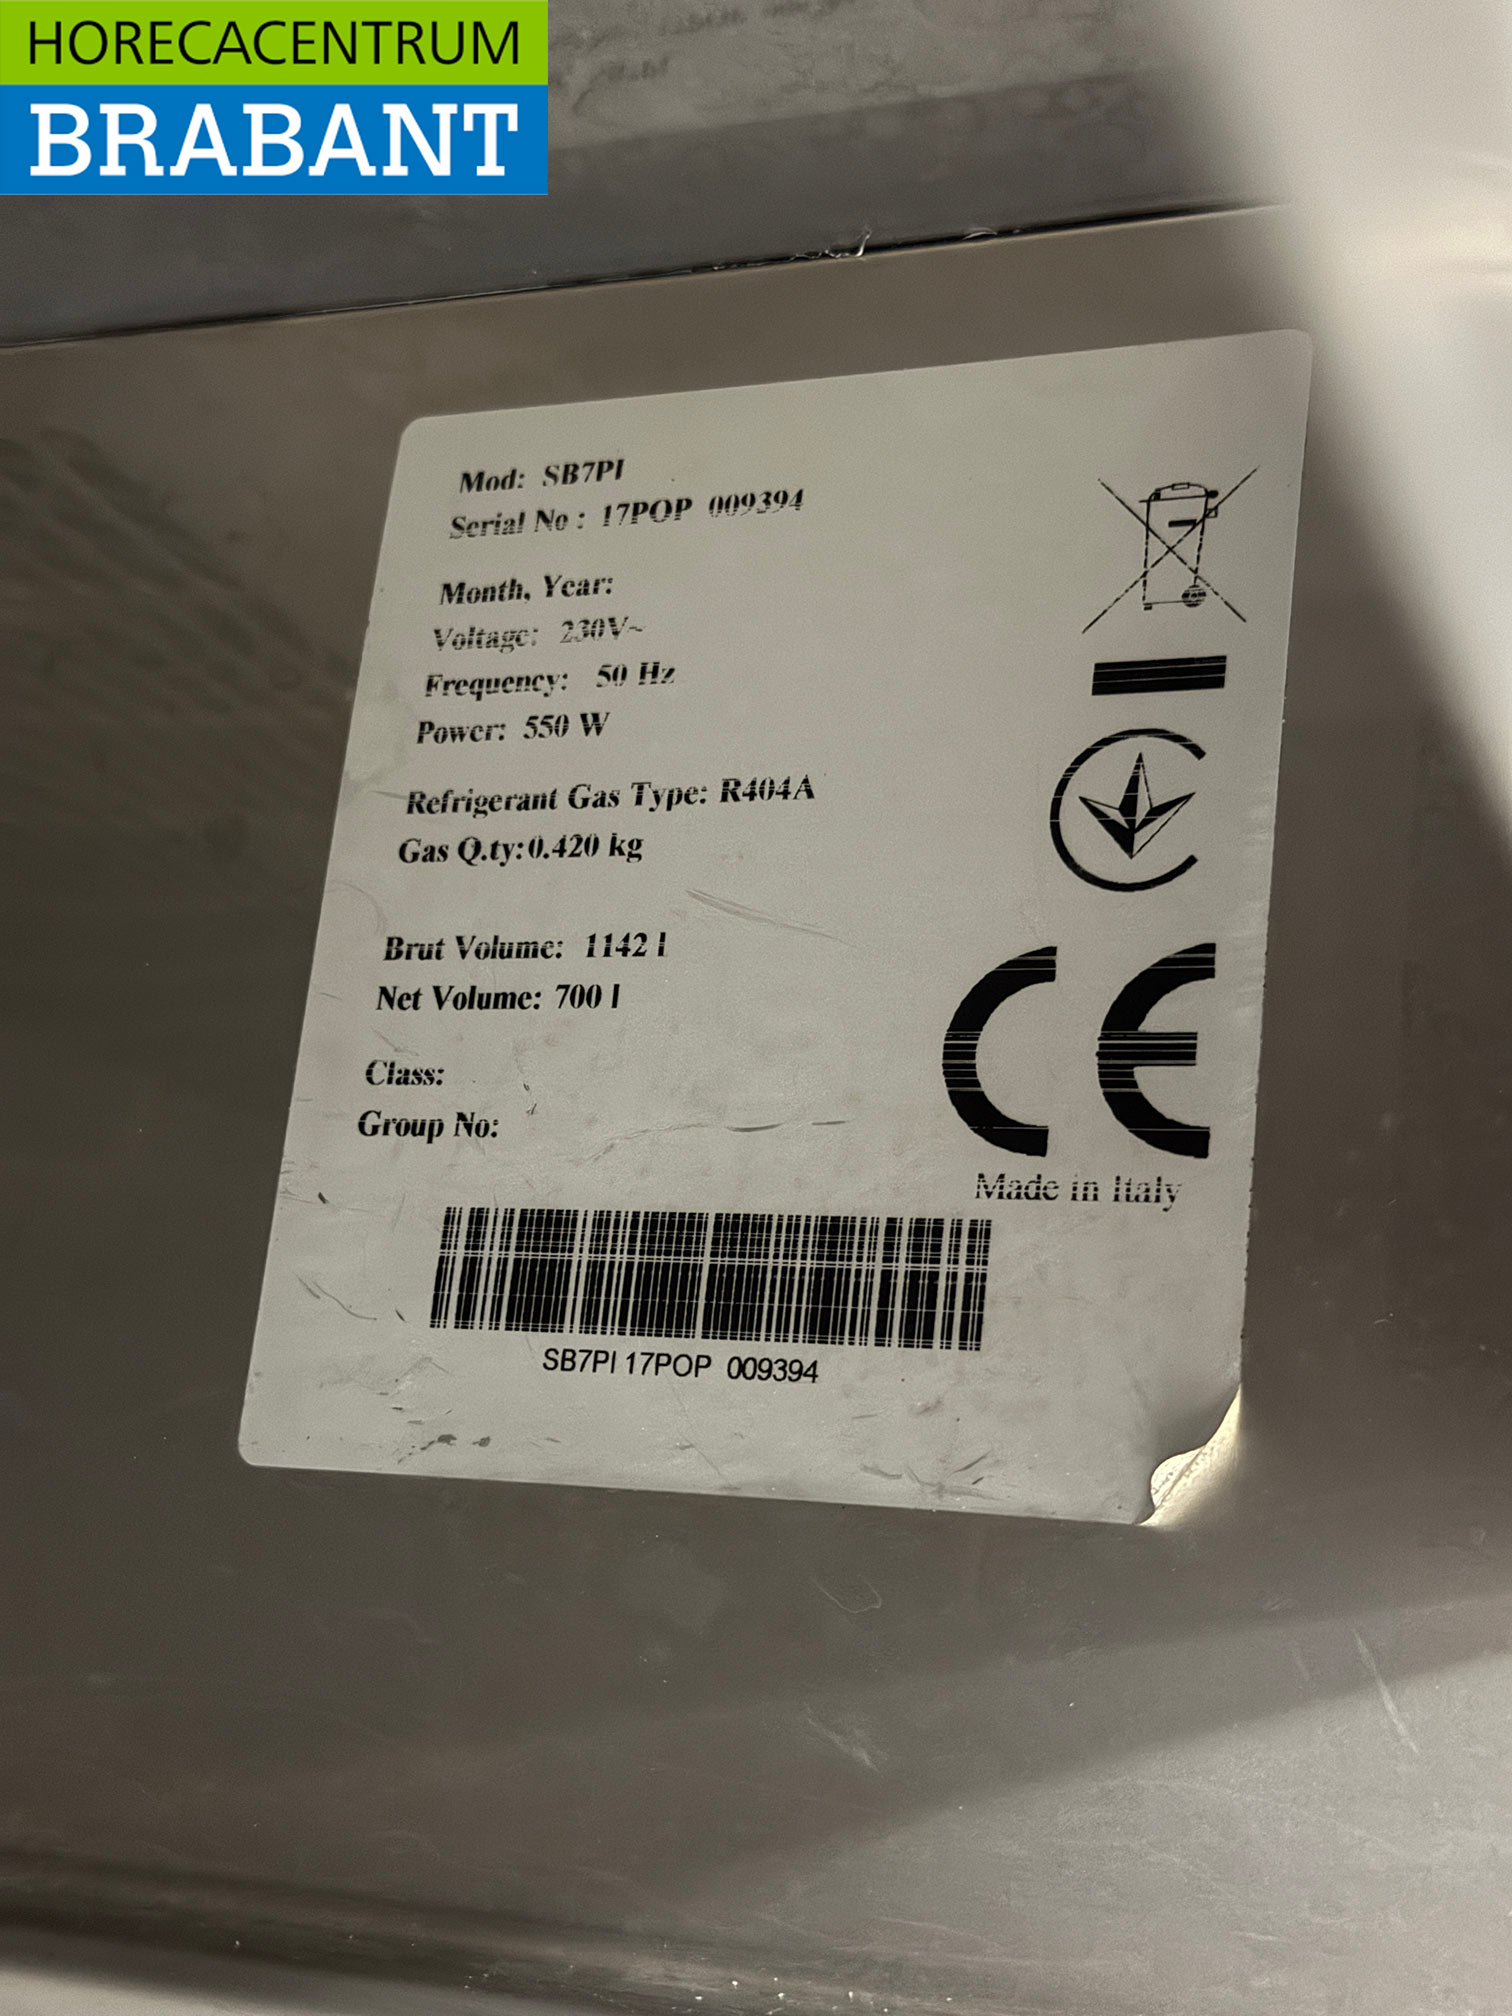 HORECACENTRUM
BRABANT
Mod: SB7PI
Serial No : 17POP 009394
Month, Year:
Voltage: 230V~
Frequency: 50 Hz
Power: 550 W
Refrigerant Gas Type: R404A
Gas Q.ty: 0.420 kg
Brut Volume: 1142 l
Net Volume: 700 l
Class:
Group No:
CE
Made in Italy
SB7PI 17POP 009394